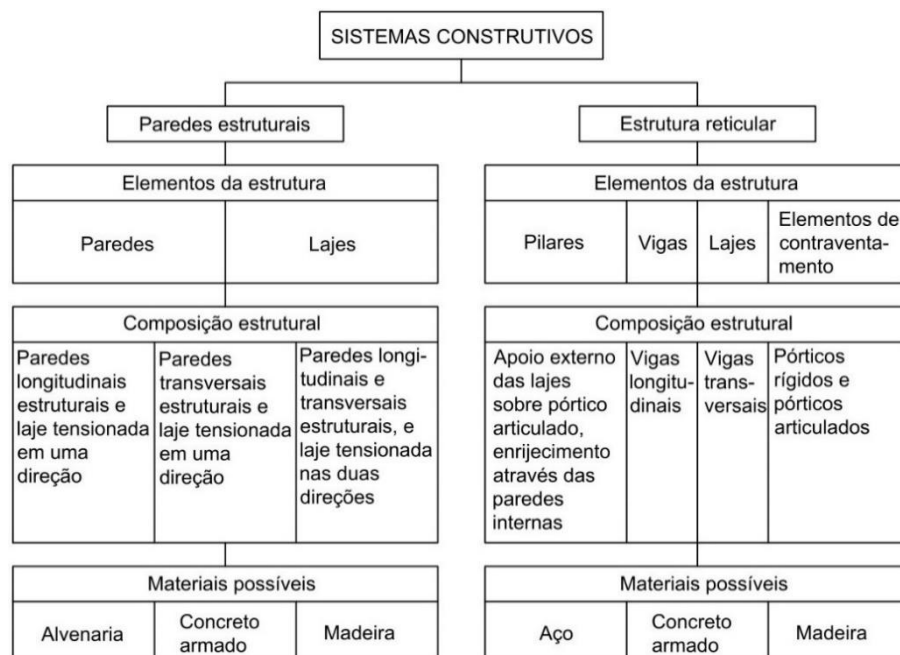 SISTEMAS CONSTRUTIVOS
Paredes estruturais
Elementos da estrutura
Paredes
Lajes
Composição estrutural
Paredes
longitudinais
estruturais e
laje tensionada
em uma
direção
Paredes
transversais
estruturais e
laje tensionada
em uma
direção
Paredes longi-
tudinais e
transversais
estruturais, e
laje tensionada
nas duas
direções
Materiais possíveis
Alvenaria
Concreto
armado
Madeira
Estrutura reticular
Elementos da estrutura
Pilares
Vigas
Lajes
Elementos de
contraventa-
mento
Composição estrutural
Apoio externo
das lajes
sobre pórtico
articulado,
enrijecimento
através das
paredes
internas
Vigas
longitu-
dinais
Vigas
trans-
versais
Pórticos
rígidos e
pórticos
articulados
Materiais possíveis
Aço
Concreto
armado
Madeira